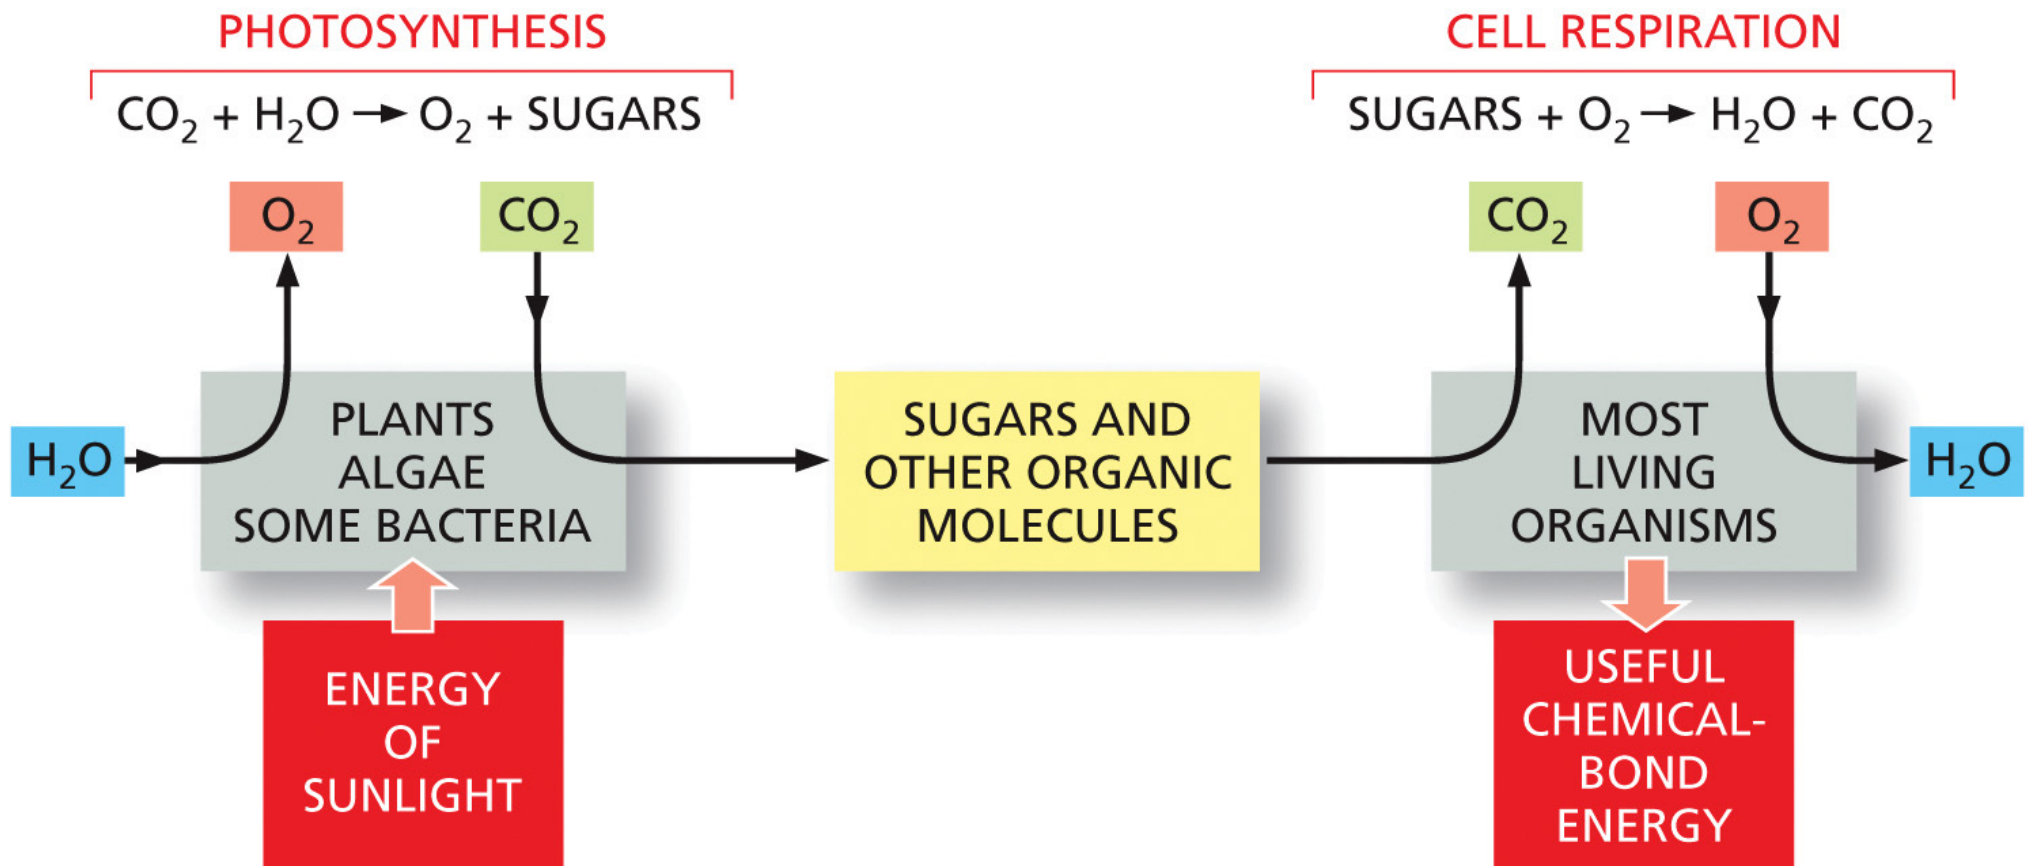 PHOTOSYNTHESIS
CO₂ + H₂O → O₂ + SUGARS
O₂
CO₂
H₂O
PLANTS
ALGAE
SOME BACTERIA
ENERGY
OF
SUNLIGHT
SUGARS AND
OTHER ORGANIC
MOLECULES
CELL RESPIRATION
SUGARS + O₂ → H₂O + CO₂
CO₂
O₂
MOST
LIVING
ORGANISMS
H₂O
USEFUL
CHEMICAL-
BOND
ENERGY